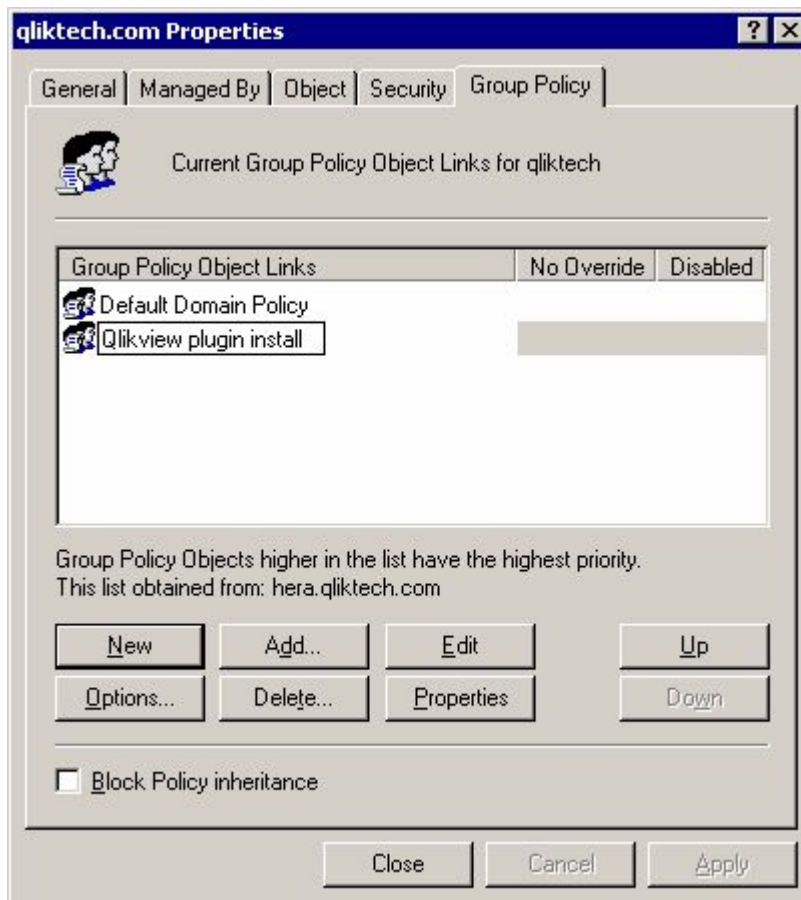 qliktech.com Properties
General Managed By Object Security Group Policy
Current Group Policy Object Links for qliktech
Group Policy Object Links No Override Disabled
Default Domain Policy
Qlikview plugin install
Group Policy Objects higher in the list have the highest priority.
This list obtained from: hera.qliktech.com
New Add... Edit Up
Options... Delete... Properties Down
Block Policy inheritance
Close Cancel Apply